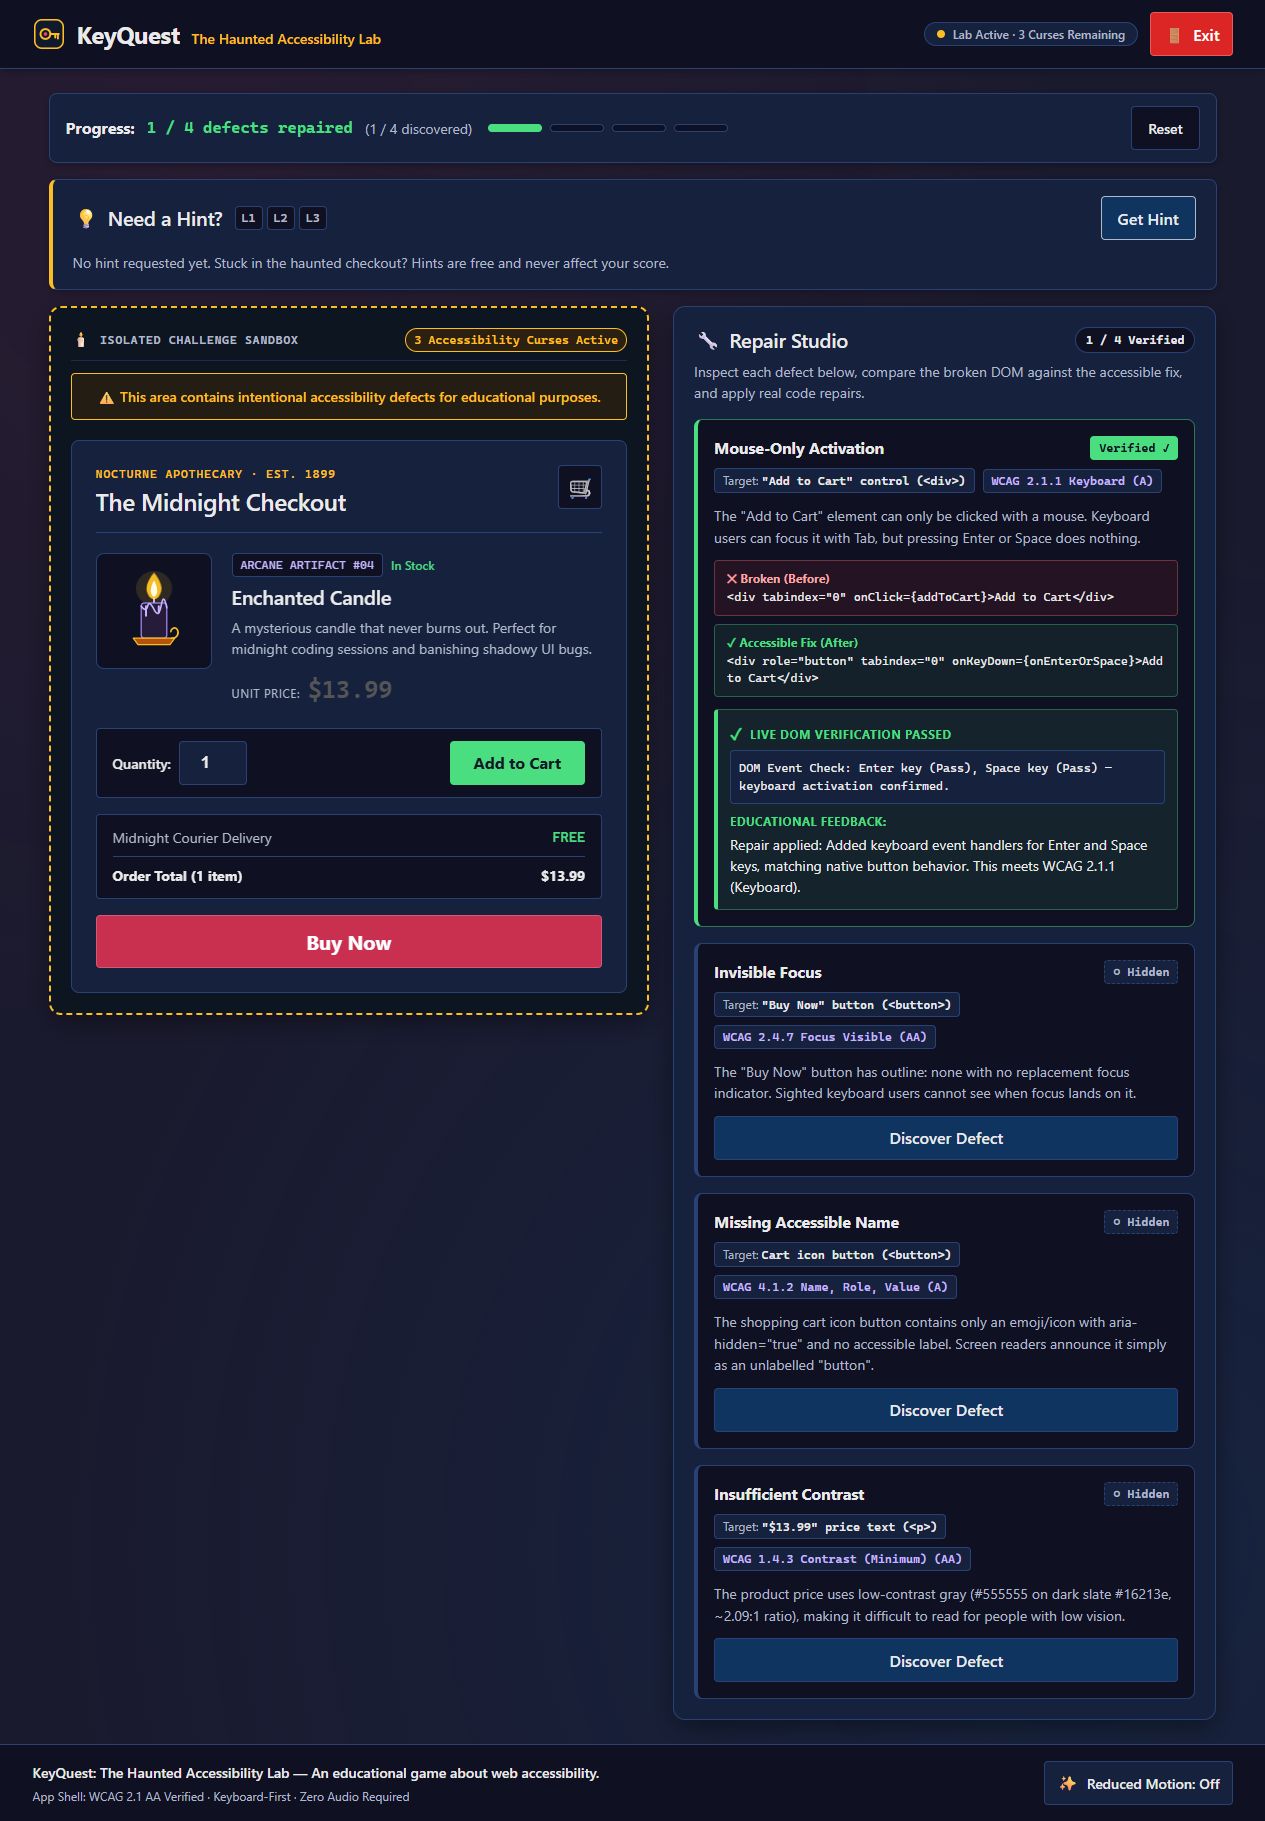 KeyQuest The Haunted Accessibility Lab
Lab Active · 3 Curses Remaining
Exit
Progress: 1 / 4 defects repaired (1 / 4 discovered)
Reset
Need a Hint? L1 L2 L3
Get Hint
No hint requested yet. Stuck in the haunted checkout? Hints are free and never affect your score.
ISOLATED CHALLENGE SANDBOX
3 Accessibility Curses Active
This area contains intentional accessibility defects for educational purposes.
NOCTURNE APOTHECARY · EST. 1899
The Midnight Checkout
ARCANE ARTIFACT #04 In Stock
Enchanted Candle
A mysterious candle that never burns out. Perfect for
midnight coding sessions and banishing shadowy UI bugs.
UNIT PRICE: $13.99
Quantity: 1
Add to Cart
Midnight Courier Delivery FREE
Order Total (1 item) $13.99
Buy Now
Repair Studio
1 / 4 Verified
Inspect each defect below, compare the broken DOM against the accessible fix,
and apply real code repairs.
Mouse-Only Activation
Verified ✓
Target: "Add to Cart" control (<div>)
WCAG 2.1.1 Keyboard (A)
The "Add to Cart" element can only be clicked with a mouse. Keyboard
users can focus it with Tab, but pressing Enter or Space does nothing.
✕ Broken (Before)
<div tabindex="0" onClick={addToCart}>Add to Cart</div>
✓ Accessible Fix (After)
<div role="button" tabindex="0" onKeyDown={onEnterOrSpace}>Add
to Cart</div>
✓ LIVE DOM VERIFICATION PASSED
DOM Event Check: Enter key (Pass), Space key (Pass) —
keyboard activation confirmed.
EDUCATIONAL FEEDBACK:
Repair applied: Added keyboard event handlers for Enter and Space
keys, matching native button behavior. This meets WCAG 2.1.1
(Keyboard).
Invisible Focus
Hidden
Target: "Buy Now" button (<button>)
WCAG 2.4.7 Focus Visible (AA)
The "Buy Now" button has outline: none with no replacement focus
indicator. Sighted keyboard users cannot see when focus lands on it.
Discover Defect
Missing Accessible Name
Hidden
Target: Cart icon button (<button>)
WCAG 4.1.2 Name, Role, Value (A)
The shopping cart icon button contains only an emoji/icon with aria-
hidden="true" and no accessible label. Screen readers announce it simply
as an unlabelled "button".
Discover Defect
Insufficient Contrast
Hidden
Target: "$13.99" price text (<p>)
WCAG 1.4.3 Contrast (Minimum) (AA)
The product price uses low-contrast gray (#555555 on dark slate #16213e,
~2.09:1 ratio), making it difficult to read for people with low vision.
Discover Defect
KeyQuest: The Haunted Accessibility Lab — An educational game about web accessibility.
App Shell: WCAG 2.1 AA Verified · Keyboard-First · Zero Audio Required
Reduced Motion: Off